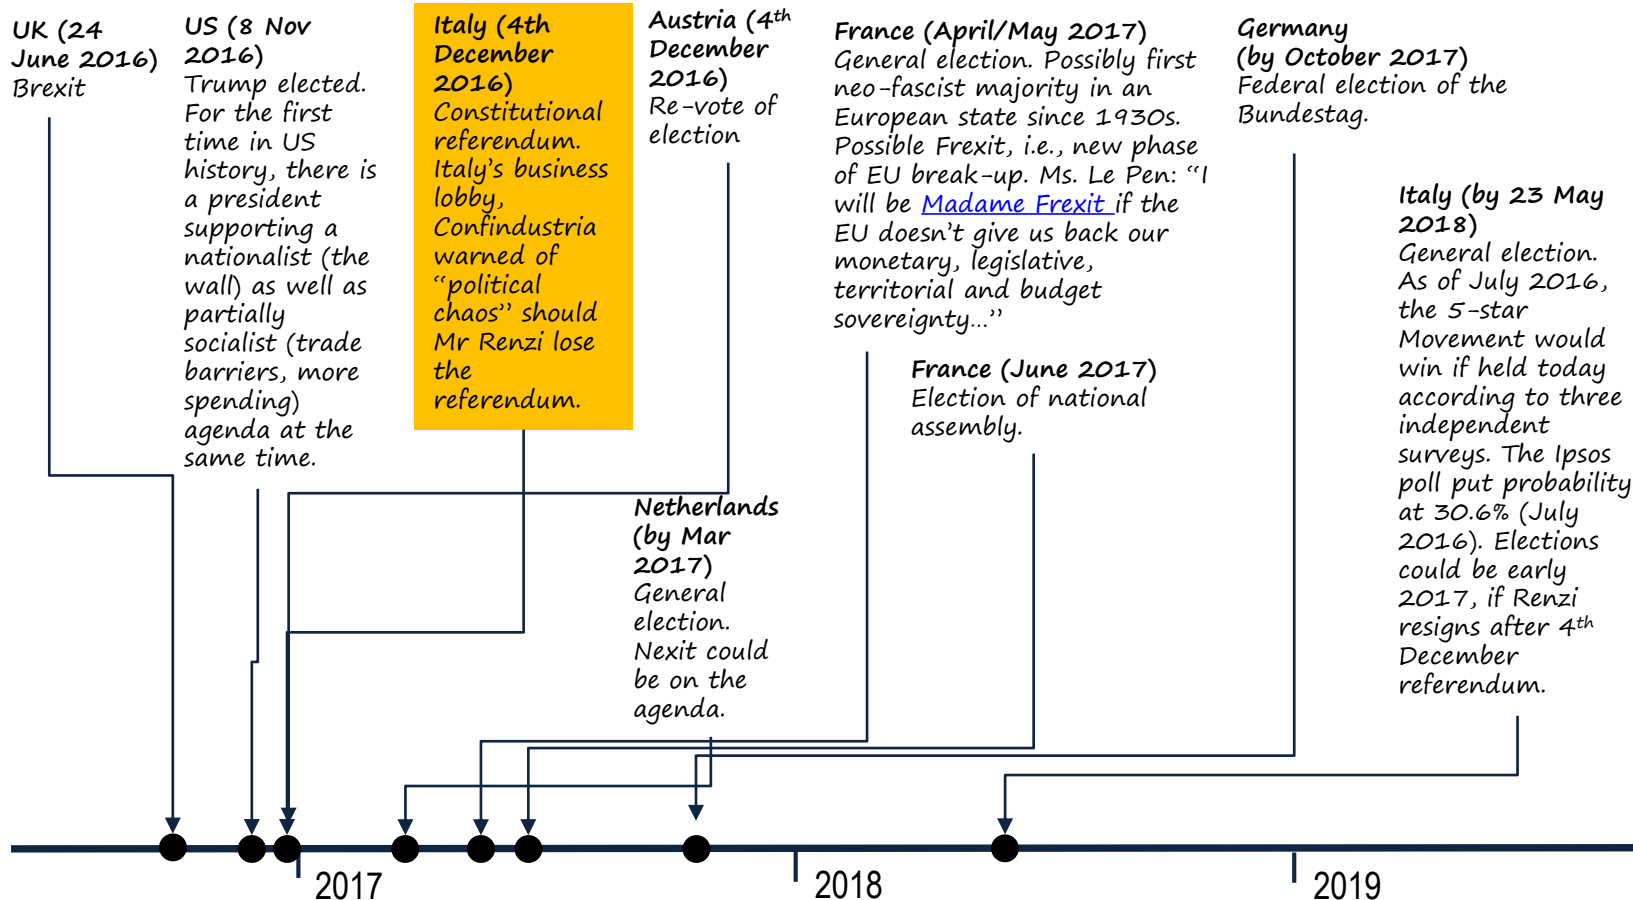 UK (24
June 2016)
Brexit
US (8 Nov
2016)
Trump elected.
For the first
time in US
history, there is
a president
supporting a
nationalist (the
wall) as well as
partially
socialist (trade
barriers, more
spending)
agenda at the
same time.
Italy (4th
December
2016)
Constitutional
referendum.
Italy's business
lobby,
Confindustria
warned of
“political
chaos” should
Mr Renzi lose
the
referendum.
Austria (4th
December
2016)
Re-vote of
election
Netherlands
(by Mar
2017)
General
election.
Nexit could
be on the
agenda.
France (April/May 2017)
General election. Possibly first
neo-fascist majority in an
European state since 1930s.
Possible Frexit, i.e., new phase
of EU break-up. Ms. Le Pen: “I
will be Madame Frexit if the
EU doesn't give us back our
monetary, legislative,
territorial and budget
sovereignty…”
France (June 2017)
Election of national
assembly.
Germany
(by October 2017)
Federal election of the
Bundestag.
Italy (by 23 May
2018)
General election.
As of July 2016,
the 5-star
Movement would
win if held today
according to three
independent
surveys. The Ipsos
poll put probability
at 30.6% (July
2016). Elections
could be early
2017, if Renzi
resigns after 4th
December
referendum.
2017
2018
2019